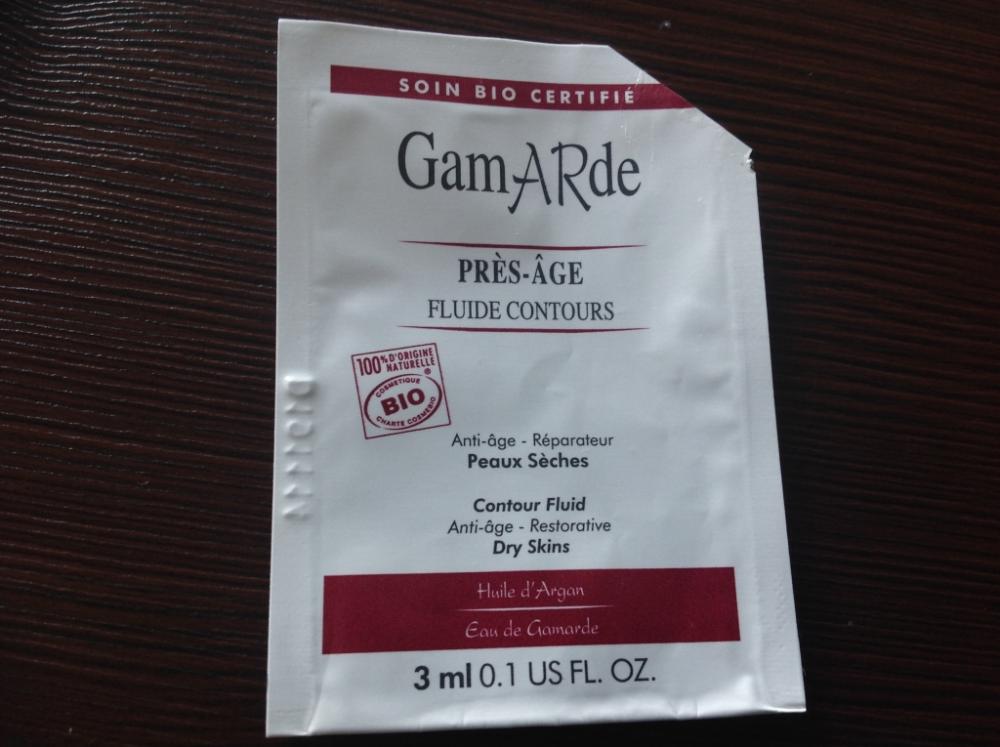 SOIN BIO CERTIFIÉ
GamARde
PRÈS-ÂGE
FLUIDE CONTOURS
100% D'ORIGINE
NATURELLE
®
COSMETIQUE
BIO
CHARTE COSMEBIO
Anti-âge - Réparateur
Peaux Sèches
Contour Fluid
Anti-âge - Restorative
Dry Skins
Huile d'Argan
Eau de Gamarde
3 ml 0.1 US FL. OZ.